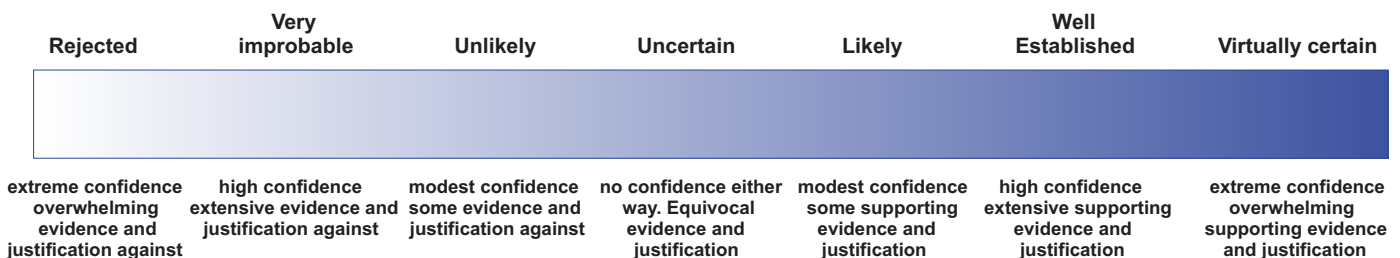 Rejected
Very
improbable
Unlikely
Uncertain
Likely
Well
Established
Virtually certain
extreme confidence
overwhelming
evidence and
justification against
high confidence
extensive evidence and
justification against
modest confidence
some evidence and
justification against
no confidence either
way. Equivocal
evidence and
justification
modest confidence
some supporting
evidence and
justification
high confidence
extensive supporting
evidence and
justification
extreme confidence
overwhelming
supporting evidence
and justification